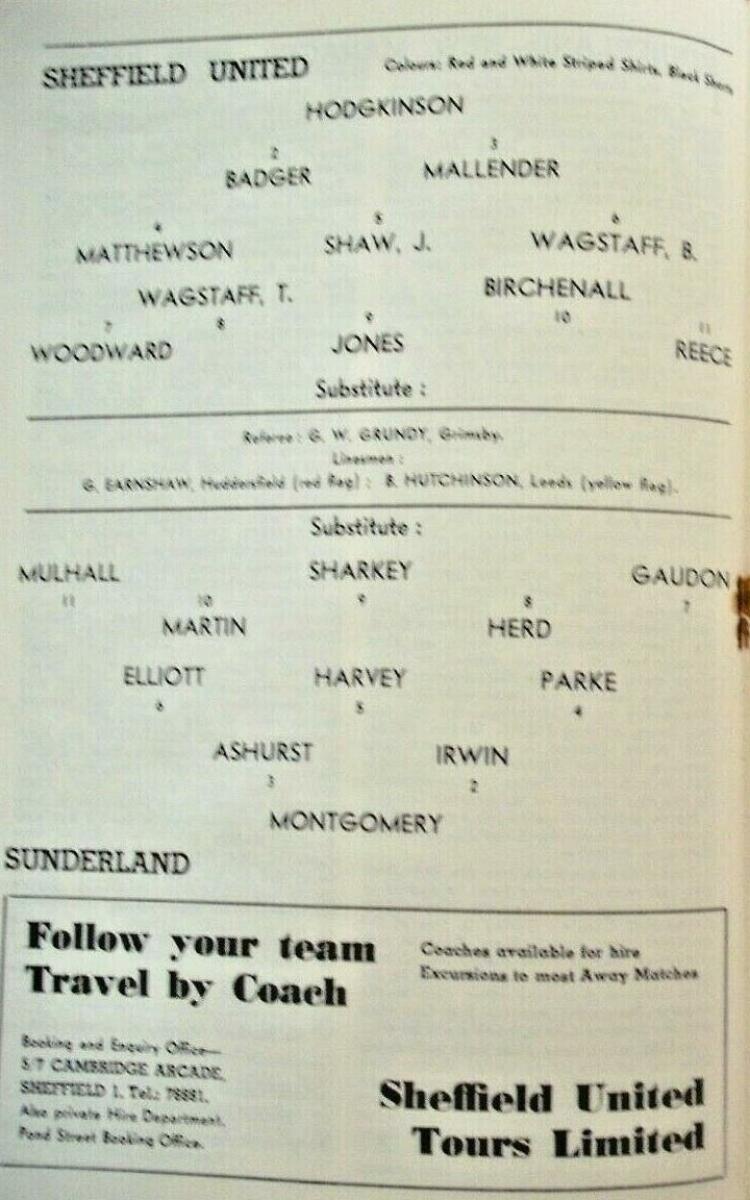 SHEFFIELD UNITED Colours: Red and White Striped Shirts, Black Shorts
HODGKINSON
2 3
BADGER MALLENDER
4 5 6
MATTHEWSON SHAW, J. WAGSTAFF, B.
WAGSTAFF, T. BIRCHENALL
7 8 9 10 11
WOODWARD JONES REECE
Substitute :
Referee : G. W. GRUNDY, Grimsby.
Linesmen :
G. EARNSHAW, Huddersfield (red flag) : B. HUTCHINSON, Leeds (yellow flag).
Substitute :
MULHALL SHARKEY GAUDON
11 10 9 8 7
MARTIN HERD
ELLIOTT HARVEY PARKE
6 5 4
ASHURST IRWIN
3 2
MONTGOMERY
SUNDERLAND
Follow your team
Travel by Coach
Coaches available for hire
Excursions to most Away Matches
Booking and Enquiry Office—
5/7 CAMBRIDGE ARCADE,
SHEFFIELD 1. Tel.: 78881.
Also private Hire Department,
Pond Street Booking Office.
Sheffield United
Tours Limited